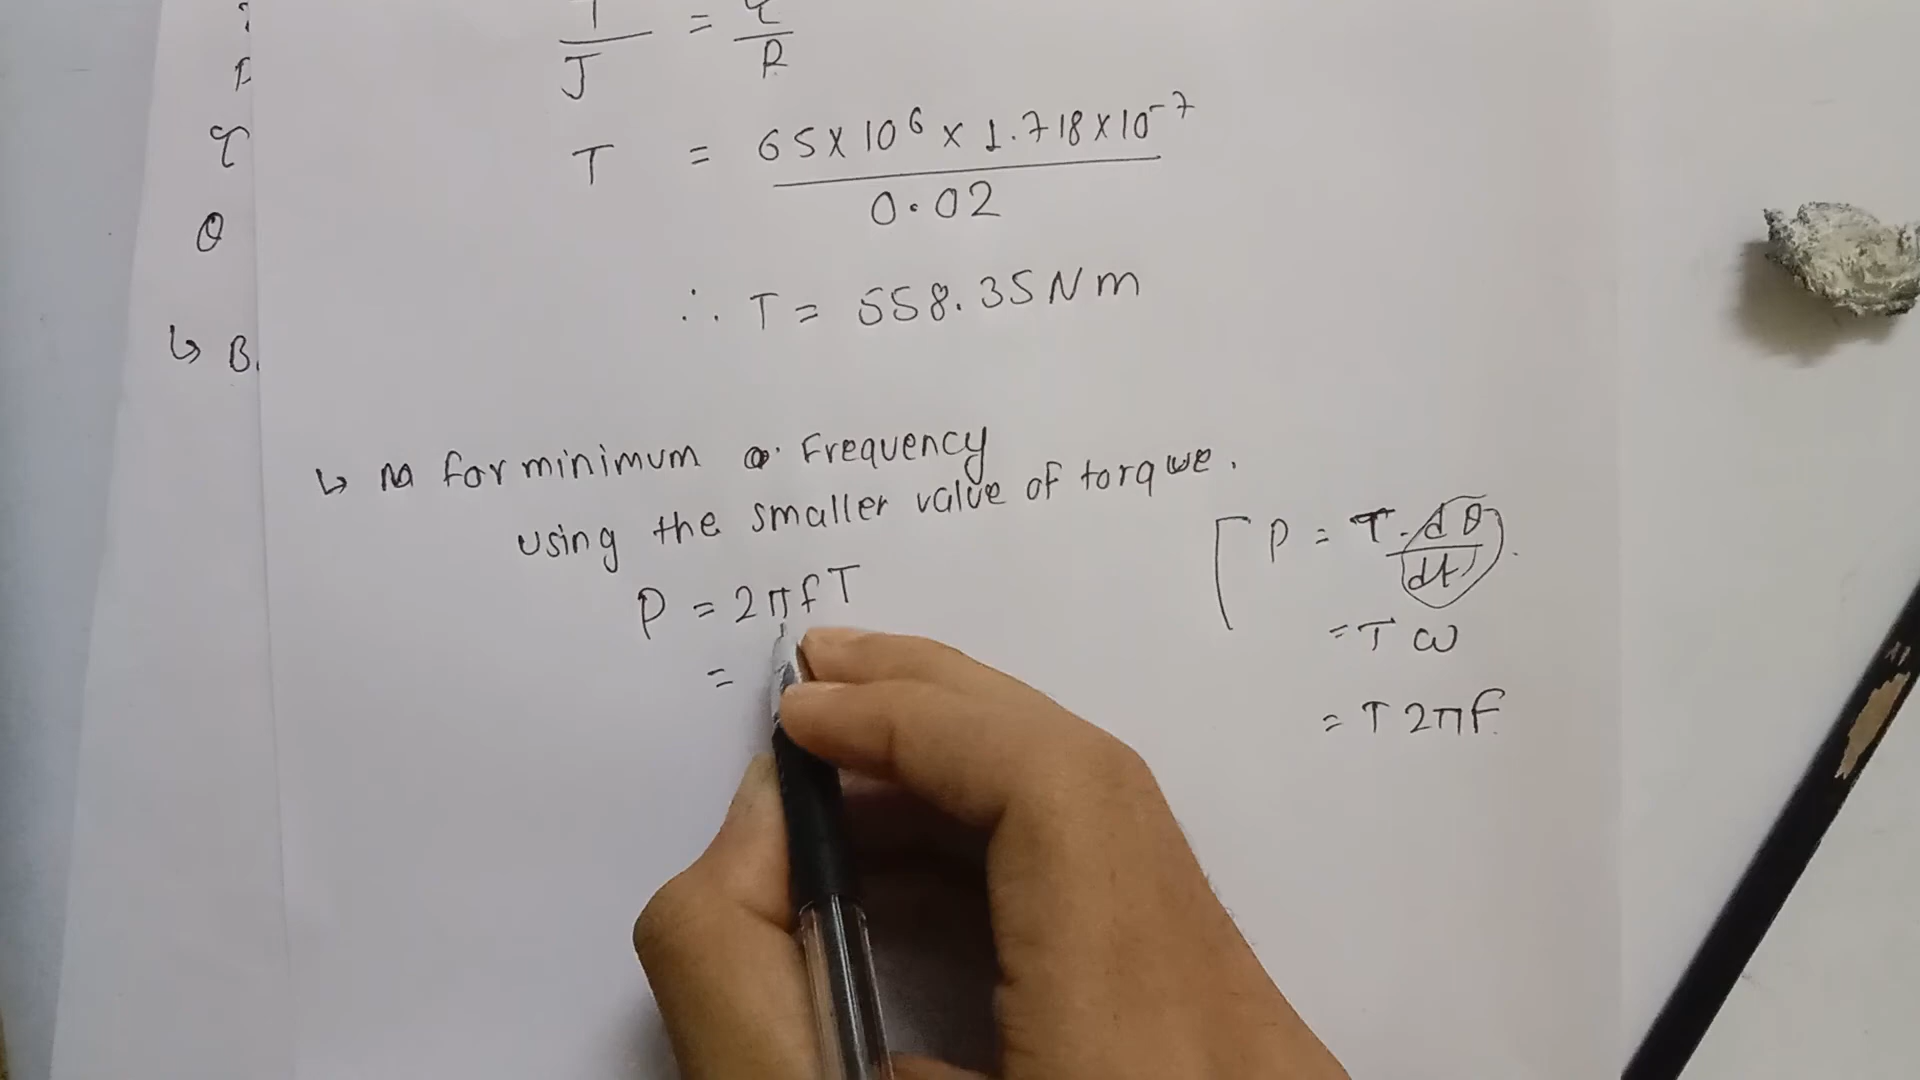 T/J = τ/R
T = 65 x 10^6 x 1.718 x 10^-7 / 0.02
∴ T = 558.35 Nm
τ
θ
↳ B.
↳ for minimum Frequency
using the smaller value of torque.
P = 2πfT
=
[ P = T · dθ/dt
= T ω
= T 2πf